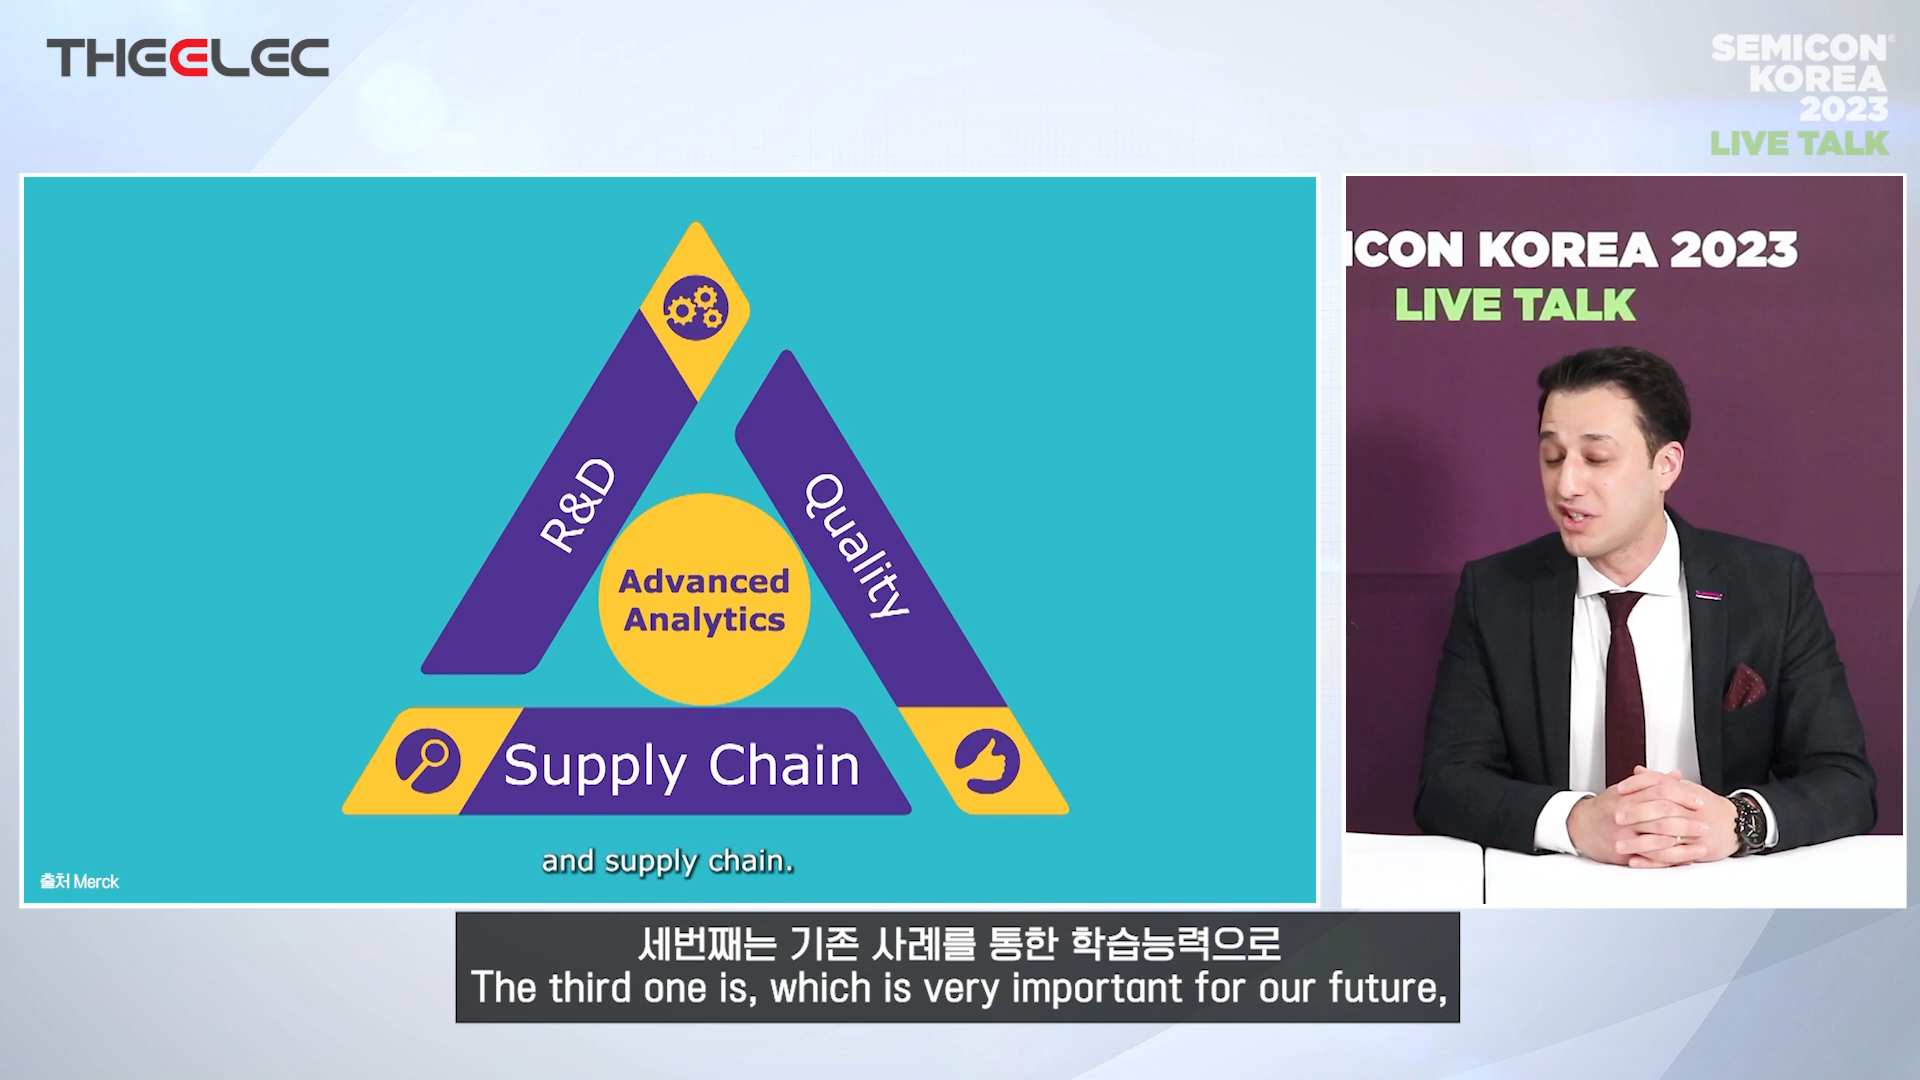 THEELEC
SEMICON®
KOREA
2023
LIVE TALK
R&D
Quality
Advanced
Analytics
Supply Chain
and supply chain.
출처 Merck
ICON KOREA 2023
LIVE TALK
세번째는 기존 사례를 통한 학습능력으로
The third one is, which is very important for our future,